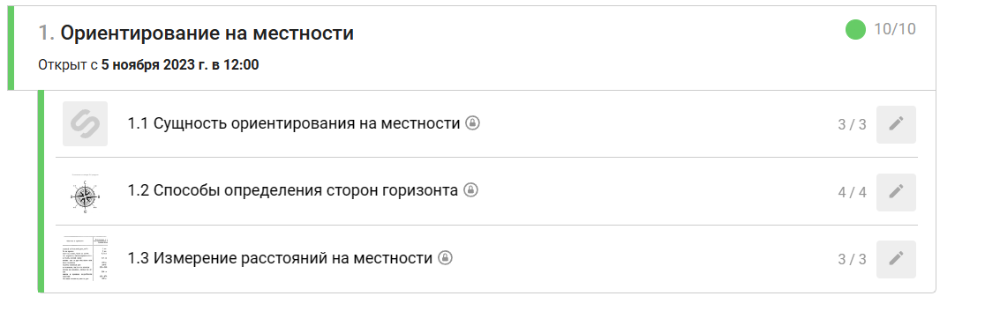 1. Ориентирование на местности
10/10
Открыт с 5 ноября 2023 г. в 12:00
1.1 Сущность ориентирования на местности
3 / 3
1.2 Способы определения сторон горизонта
4 / 4
1.3 Измерение расстояний на местности
3 / 3